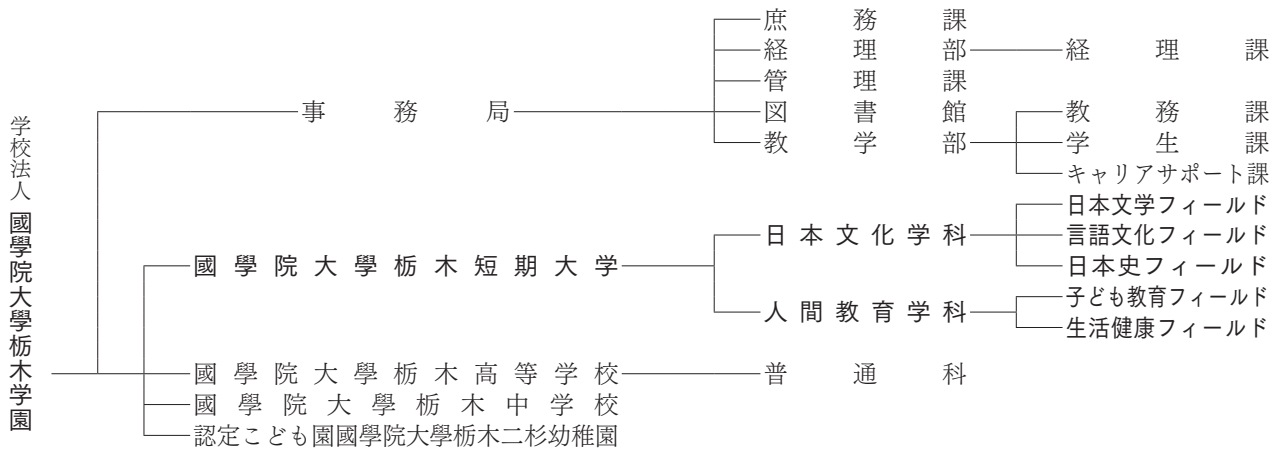 学校法人 國學院大學栃木学園
事務局
庶務課
経理部
経理課
管理課
図書館
教学部
教務課
学生課
キャリアサポート課
國學院大學栃木短期大学
日本文化学科
日本文学フィールド
言語文化フィールド
日本史フィールド
人間教育学科
子ども教育フィールド
生活健康フィールド
國學院大學栃木高等学校
普通科
國學院大學栃木中学校
認定こども園國學院大學栃木二杉幼稚園